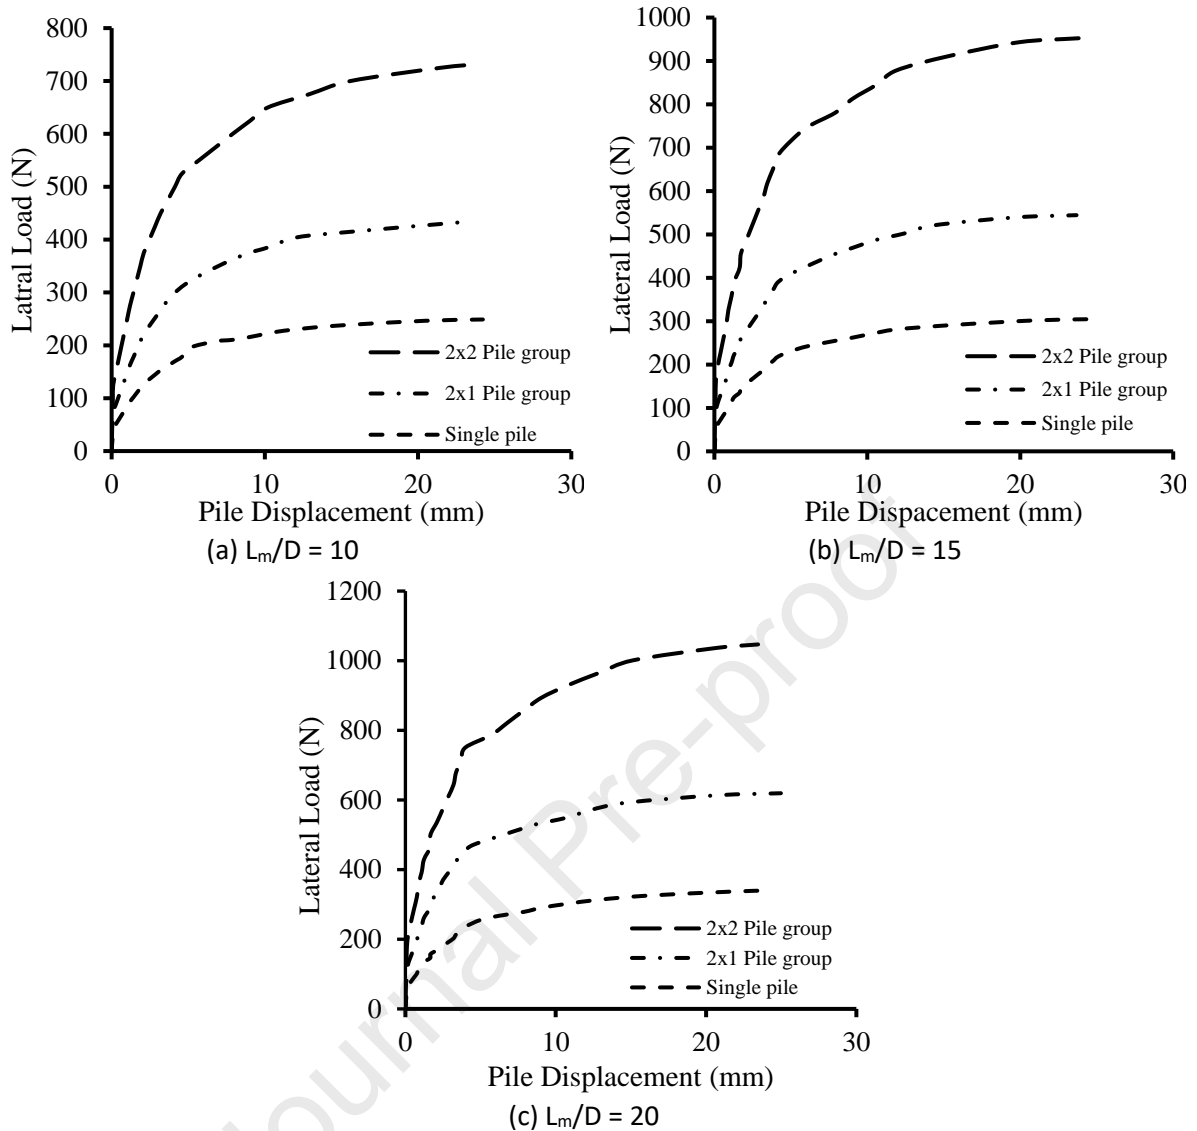 800
700
600
500
400
300
200
100
0
Latral Load (N)
2x2 Pile group
2x1 Pile group
Single pile
0 10 20 30
Pile Displacement (mm)
(a) Lm/D = 10
1000
900
800
700
600
500
400
300
200
100
0
Lateral Load (N)
2x2 Pile group
2x1 Pile group
Single pile
0 10 20 30
Pile Dispacement (mm)
(b) Lm/D = 15
1200
1000
800
600
400
200
0
Lateral Load (N)
2x2 Pile group
2x1 Pile group
Single pile
0 10 20 30
Pile Displacement (mm)
(c) Lm/D = 20
Journal Pre-proof